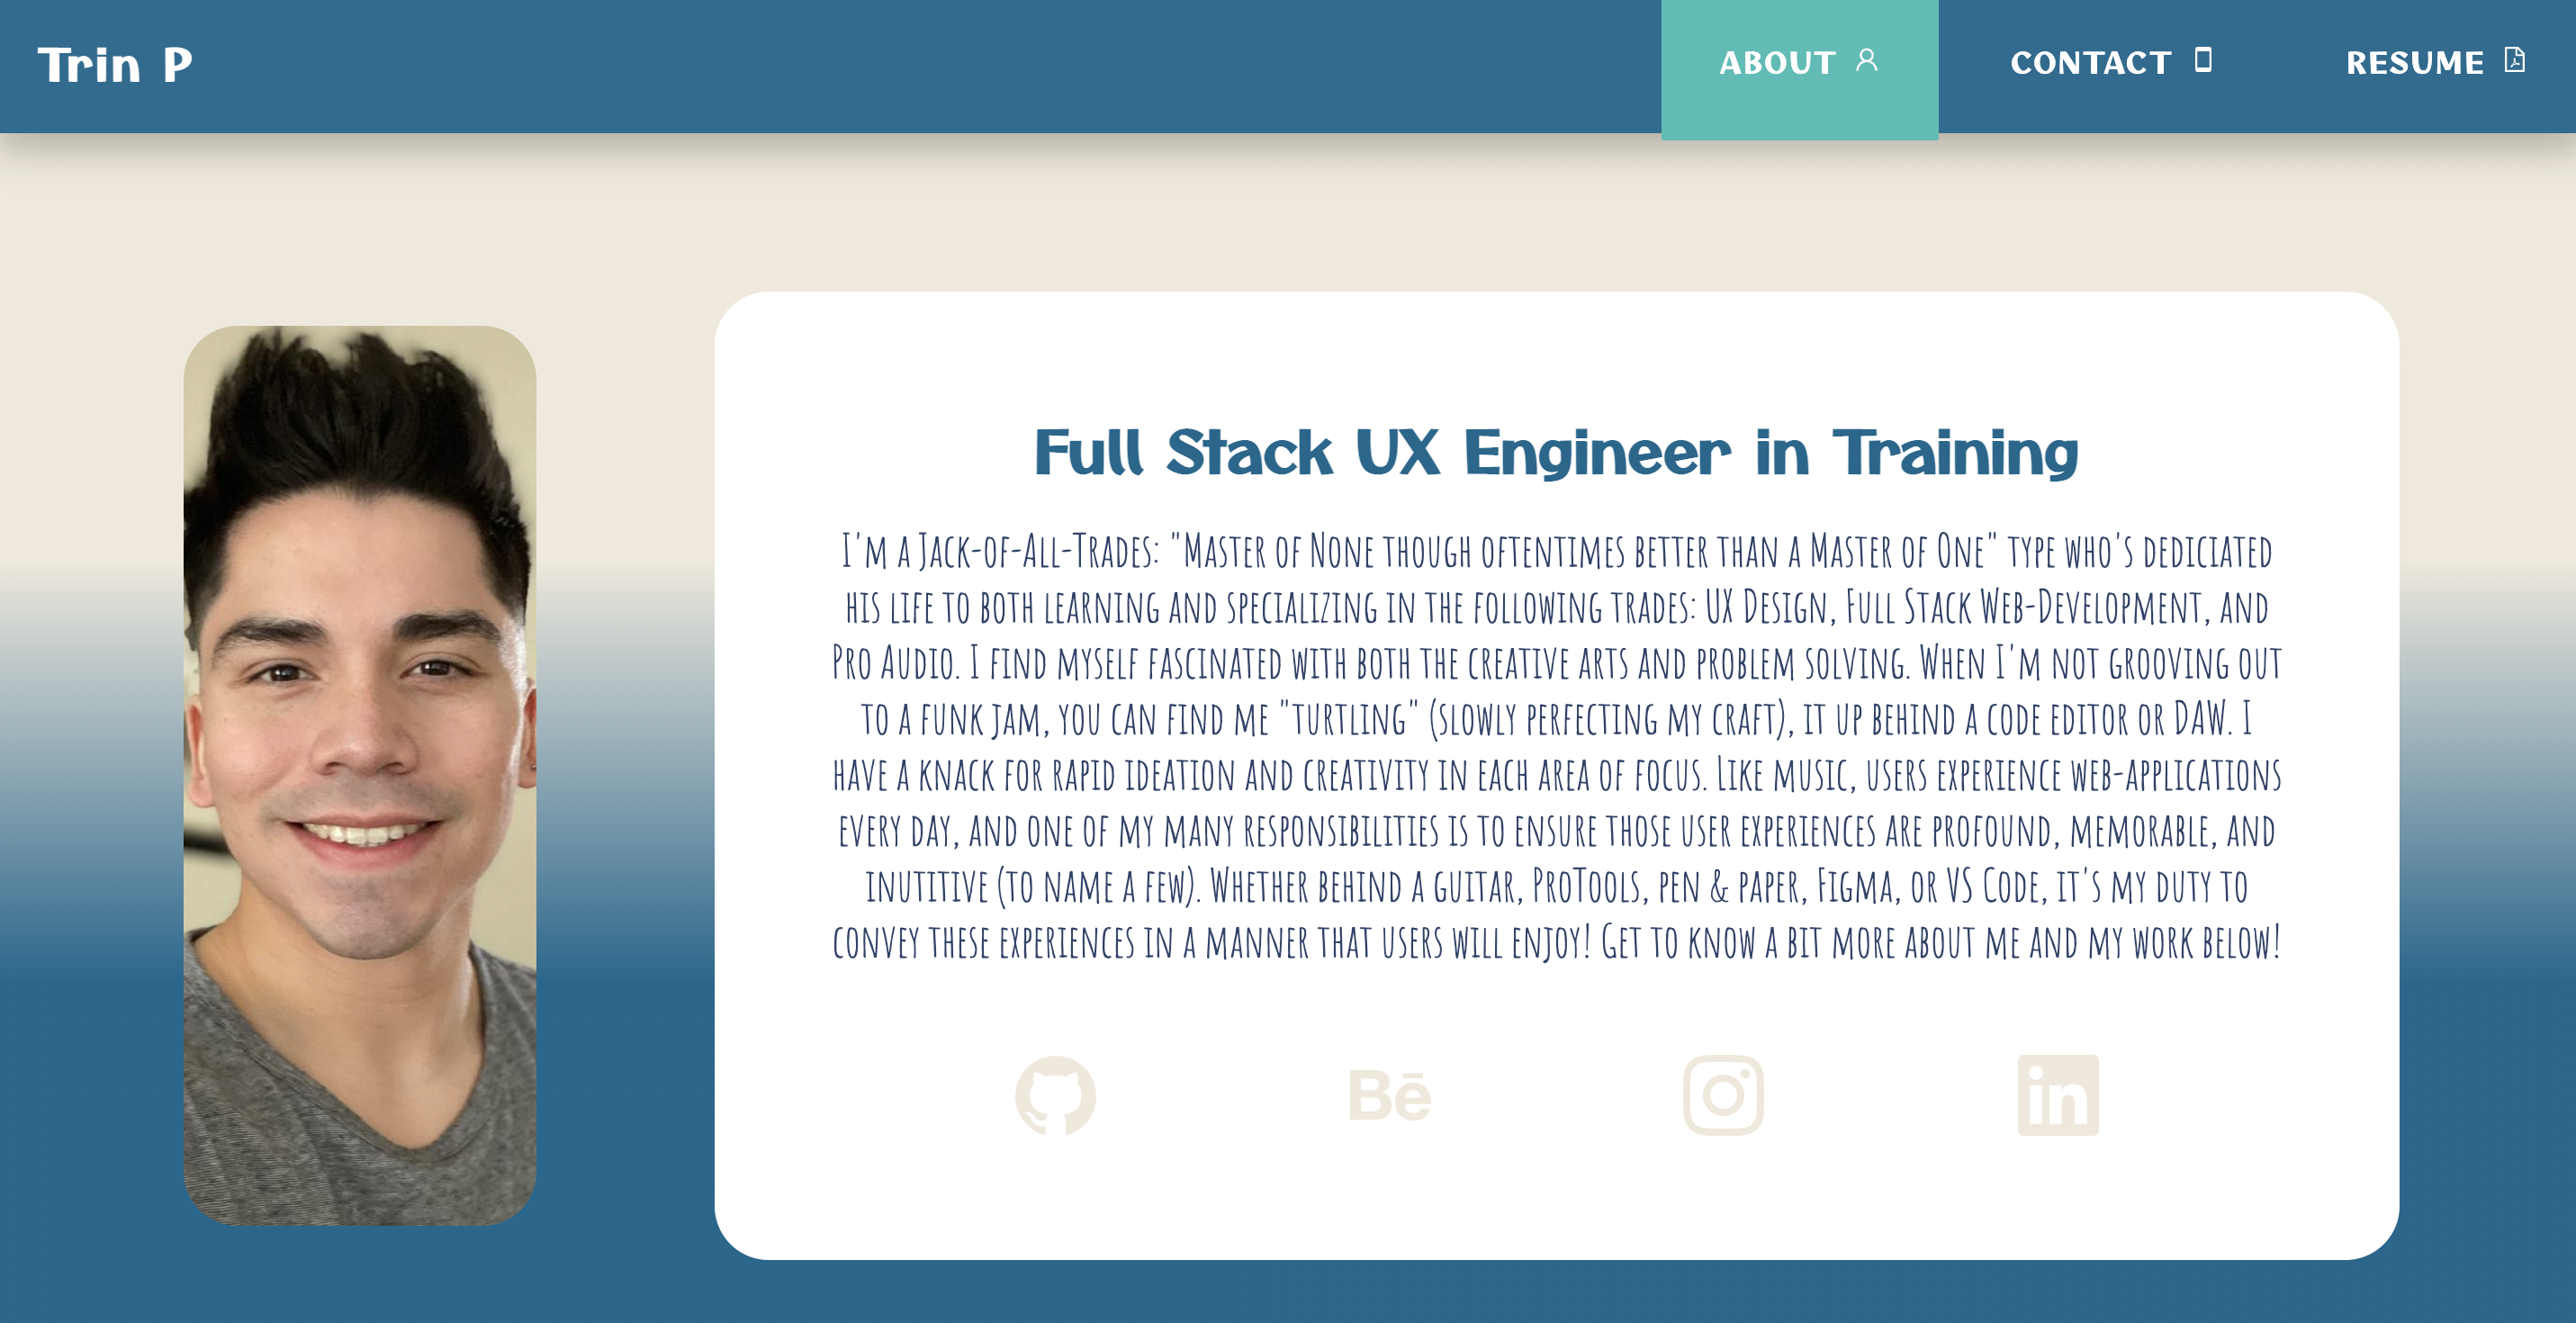 Trin P
ABOUT
CONTACT
RESUME
Full Stack UX Engineer in Training
I'm a Jack-of-All-Trades: "Master of None though oftentimes better than a Master of One" type who's dediciated
his life to both learning and specializing in the following trades: UX Design, Full Stack Web-Development, and
Pro Audio. I find myself fascinated with both the creative arts and problem solving. When I'm not grooving out
to a funk jam, you can find me "turtling" (slowly perfecting my craft), it up behind a code editor or DAW. I
have a knack for rapid ideation and creativity in each area of focus. Like music, users experience web-applications
every day, and one of my many responsibilities is to ensure those user experiences are profound, memorable, and
inutitive (to name a few). Whether behind a guitar, ProTools, pen & paper, Figma, or VS Code, it's my duty to
convey these experiences in a manner that users will enjoy! Get to know a bit more about me and my work below!
Bē
in